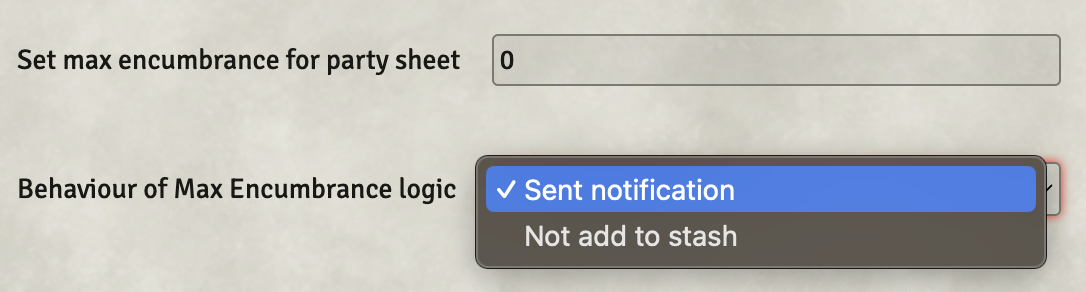 Set max encumbrance for party sheet 0
Behaviour of Max Encumbrance logic ✓ Sent notification
Not add to stash